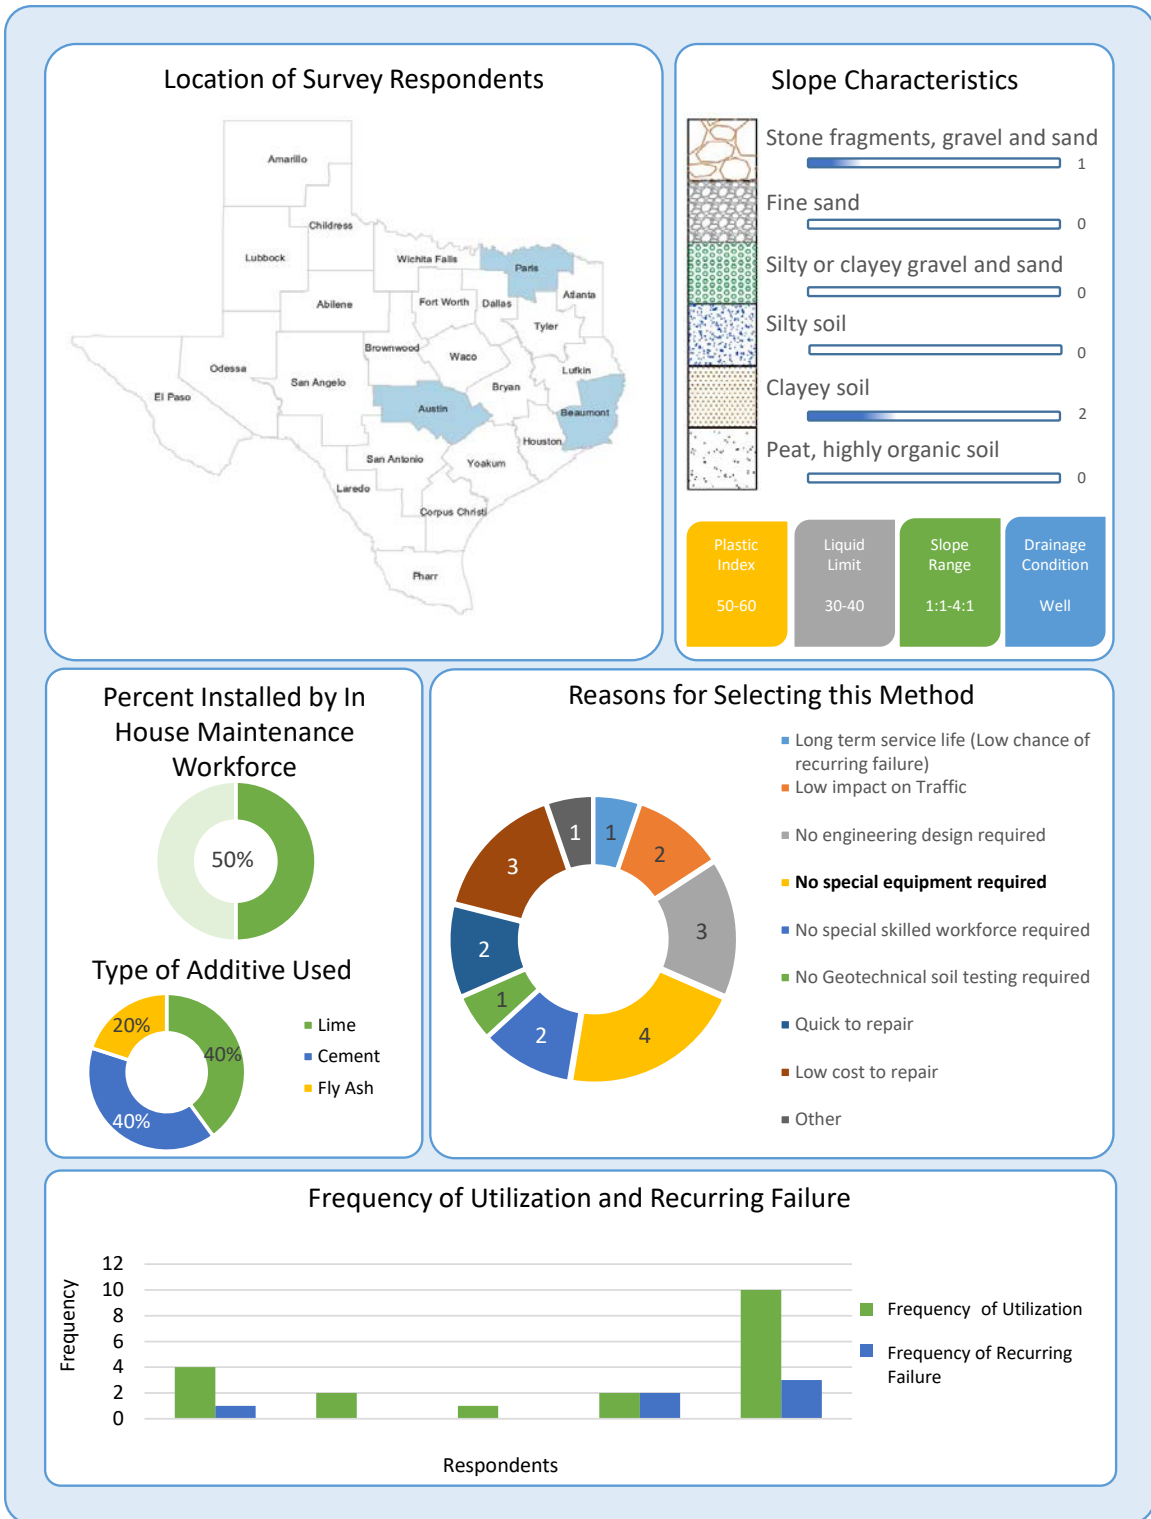 Location of Survey Respondents
Amarillo
Childress
Lubbock
Wichita Falls
Paris
Abilene
Fort Worth
Dallas
Atlanta
Tyler
Brownwood
Waco
Odessa
San Angelo
Lufkin
Bryan
El Paso
Austin
Beaumont
Houston
San Antonio
Yoakum
Laredo
Corpus Christi
Pharr
Slope Characteristics
Stone fragments, gravel and sand
1
Fine sand
0
Silty or clayey gravel and sand
0
Silty soil
0
Clayey soil
2
Peat, highly organic soil
0
Plastic
Index
50-60
Liquid
Limit
30-40
Slope
Range
1:1-4:1
Drainage
Condition
Well
Percent Installed by In
House Maintenance
Workforce
50%
Type of Additive Used
20%
40%
40%
Lime
Cement
Fly Ash
Reasons for Selecting this Method
1
2
3
4
2
1
2
3
1
Long term service life (Low chance of
recurring failure)
Low impact on Traffic
No engineering design required
No special equipment required
No special skilled workforce required
No Geotechnical soil testing required
Quick to repair
Low cost to repair
Other
Frequency of Utilization and Recurring Failure
Frequency
12
10
8
6
4
2
0
Respondents
Frequency of Utilization
Frequency of Recurring
Failure